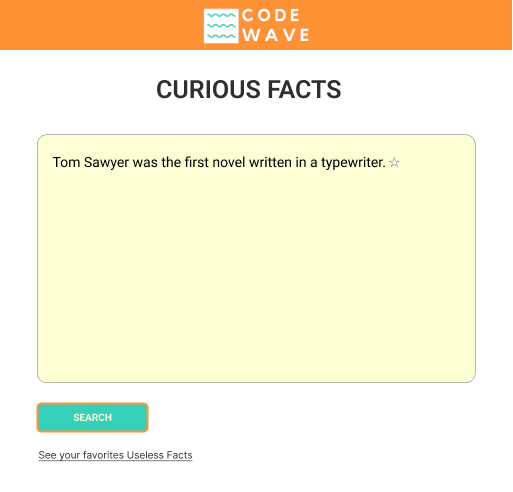 CODE
WAVE
CURIOUS FACTS
Tom Sawyer was the first novel written in a typewriter. ☆
SEARCH
See your favorites Useless Facts